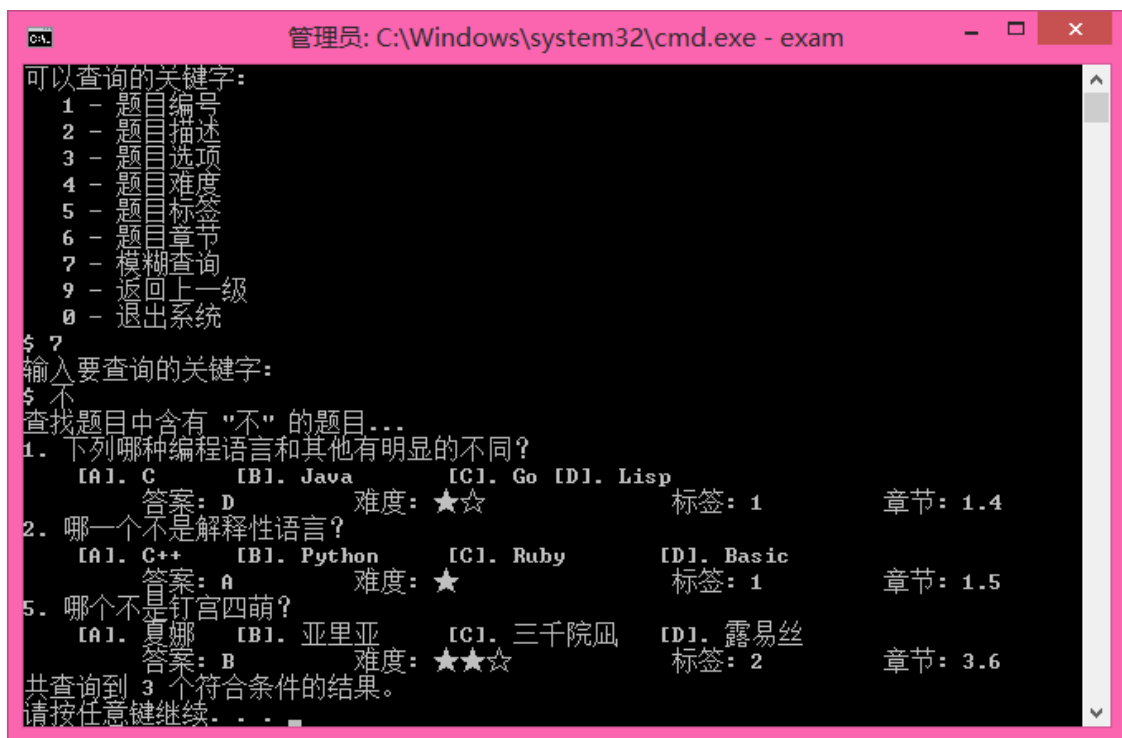 管理员: C:\Windows\system32\cmd.exe - exam
可以查询的关键字:
1 - 题目编号
2 - 题目描述
3 - 题目选项
4 - 题目难度
5 - 题目标签
6 - 题目章节
7 - 模糊查询
9 - 返回上一级
0 - 退出系统
$ 7
输入要查询的关键字:
$ 不
查找题目中含有 "不" 的题目...
1. 下列哪种编程语言和其他有明显的不同?
[A]. C [B]. Java [C]. Go [D]. Lisp
答案: D 难度: ★☆ 标签: 1 章节: 1.4
2. 哪一个不是解释性语言?
[A]. C++ [B]. Python [C]. Ruby [D]. Basic
答案: A 难度: ★ 标签: 1 章节: 1.5
5. 哪个不是钉宫四萌?
[A]. 夏娜 [B]. 亚里亚 [C]. 三千院凪 [D]. 露易丝
答案: B 难度: ★★☆ 标签: 2 章节: 3.6
共查询到 3 个符合条件的结果。
请按任意键继续. . .